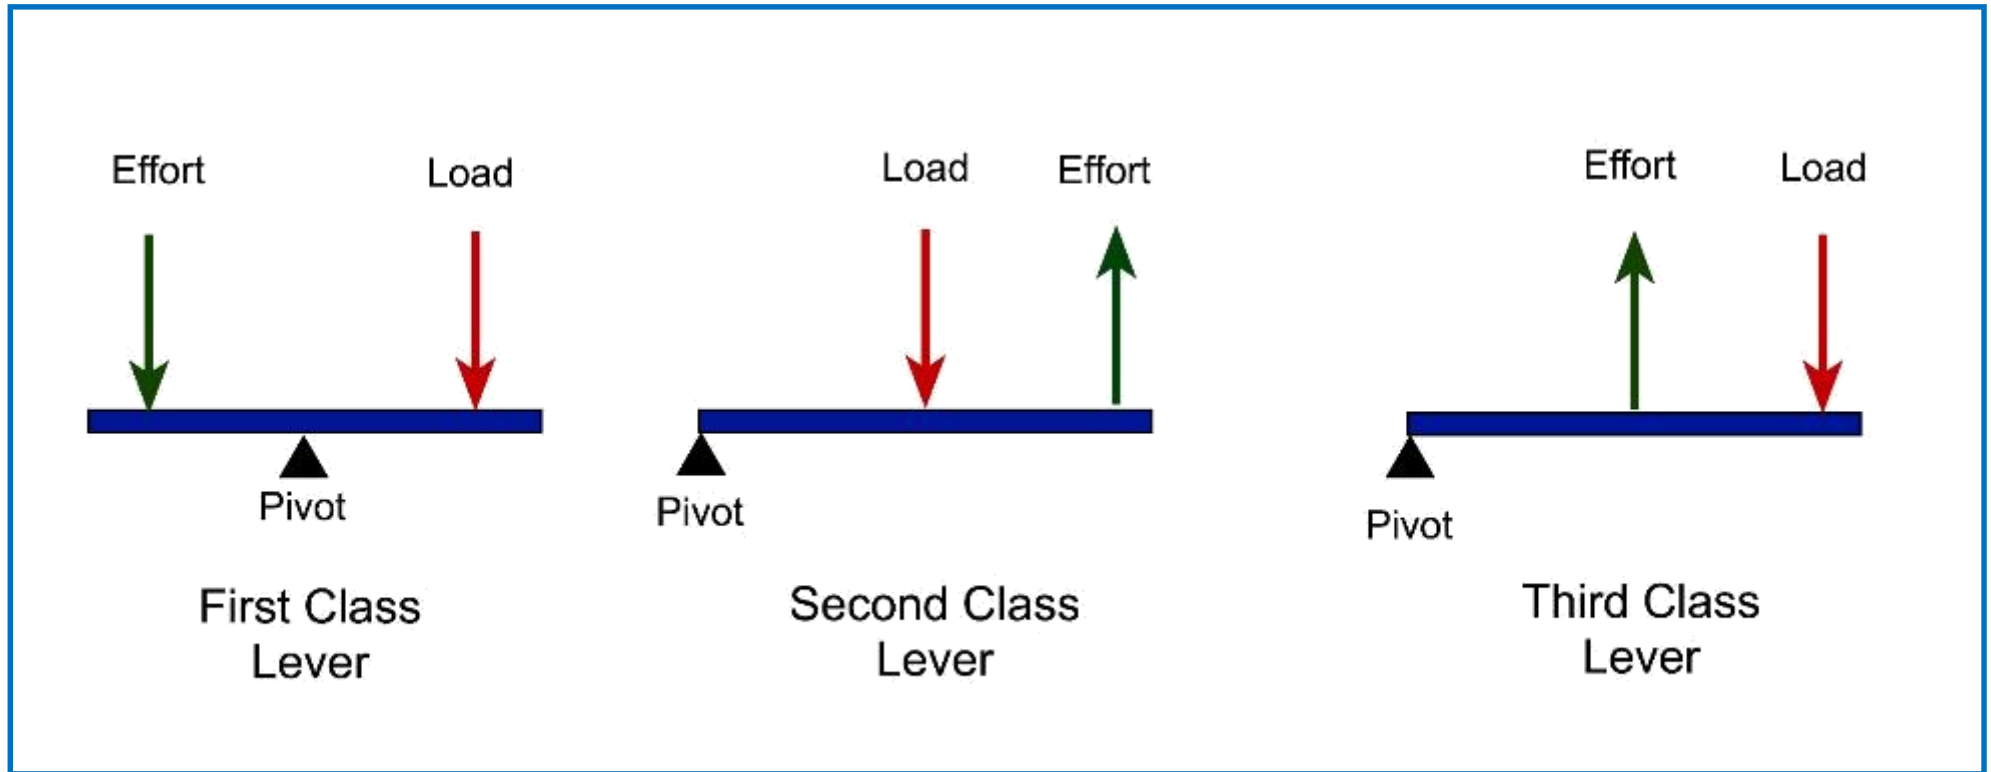 Effort
Load
Pivot
First Class
Lever
Load
Effort
Pivot
Second Class
Lever
Effort
Load
Pivot
Third Class
Lever